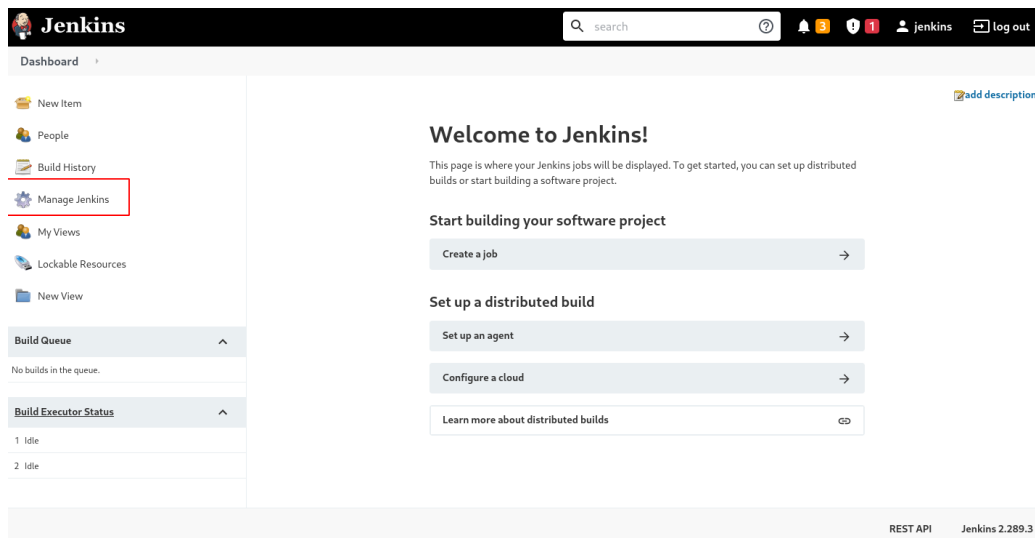 Jenkins
search
3
1
jenkins
log out
Dashboard
add description
New Item
People
Build History
Manage Jenkins
My Views
Lockable Resources
New View
Build Queue
No builds in the queue.
Build Executor Status
1 Idle
2 Idle
Welcome to Jenkins!
This page is where your Jenkins jobs will be displayed. To get started, you can set up distributed
builds or start building a software project.
Start building your software project
Create a job
Set up a distributed build
Set up an agent
Configure a cloud
Learn more about distributed builds
REST API
Jenkins 2.289.3